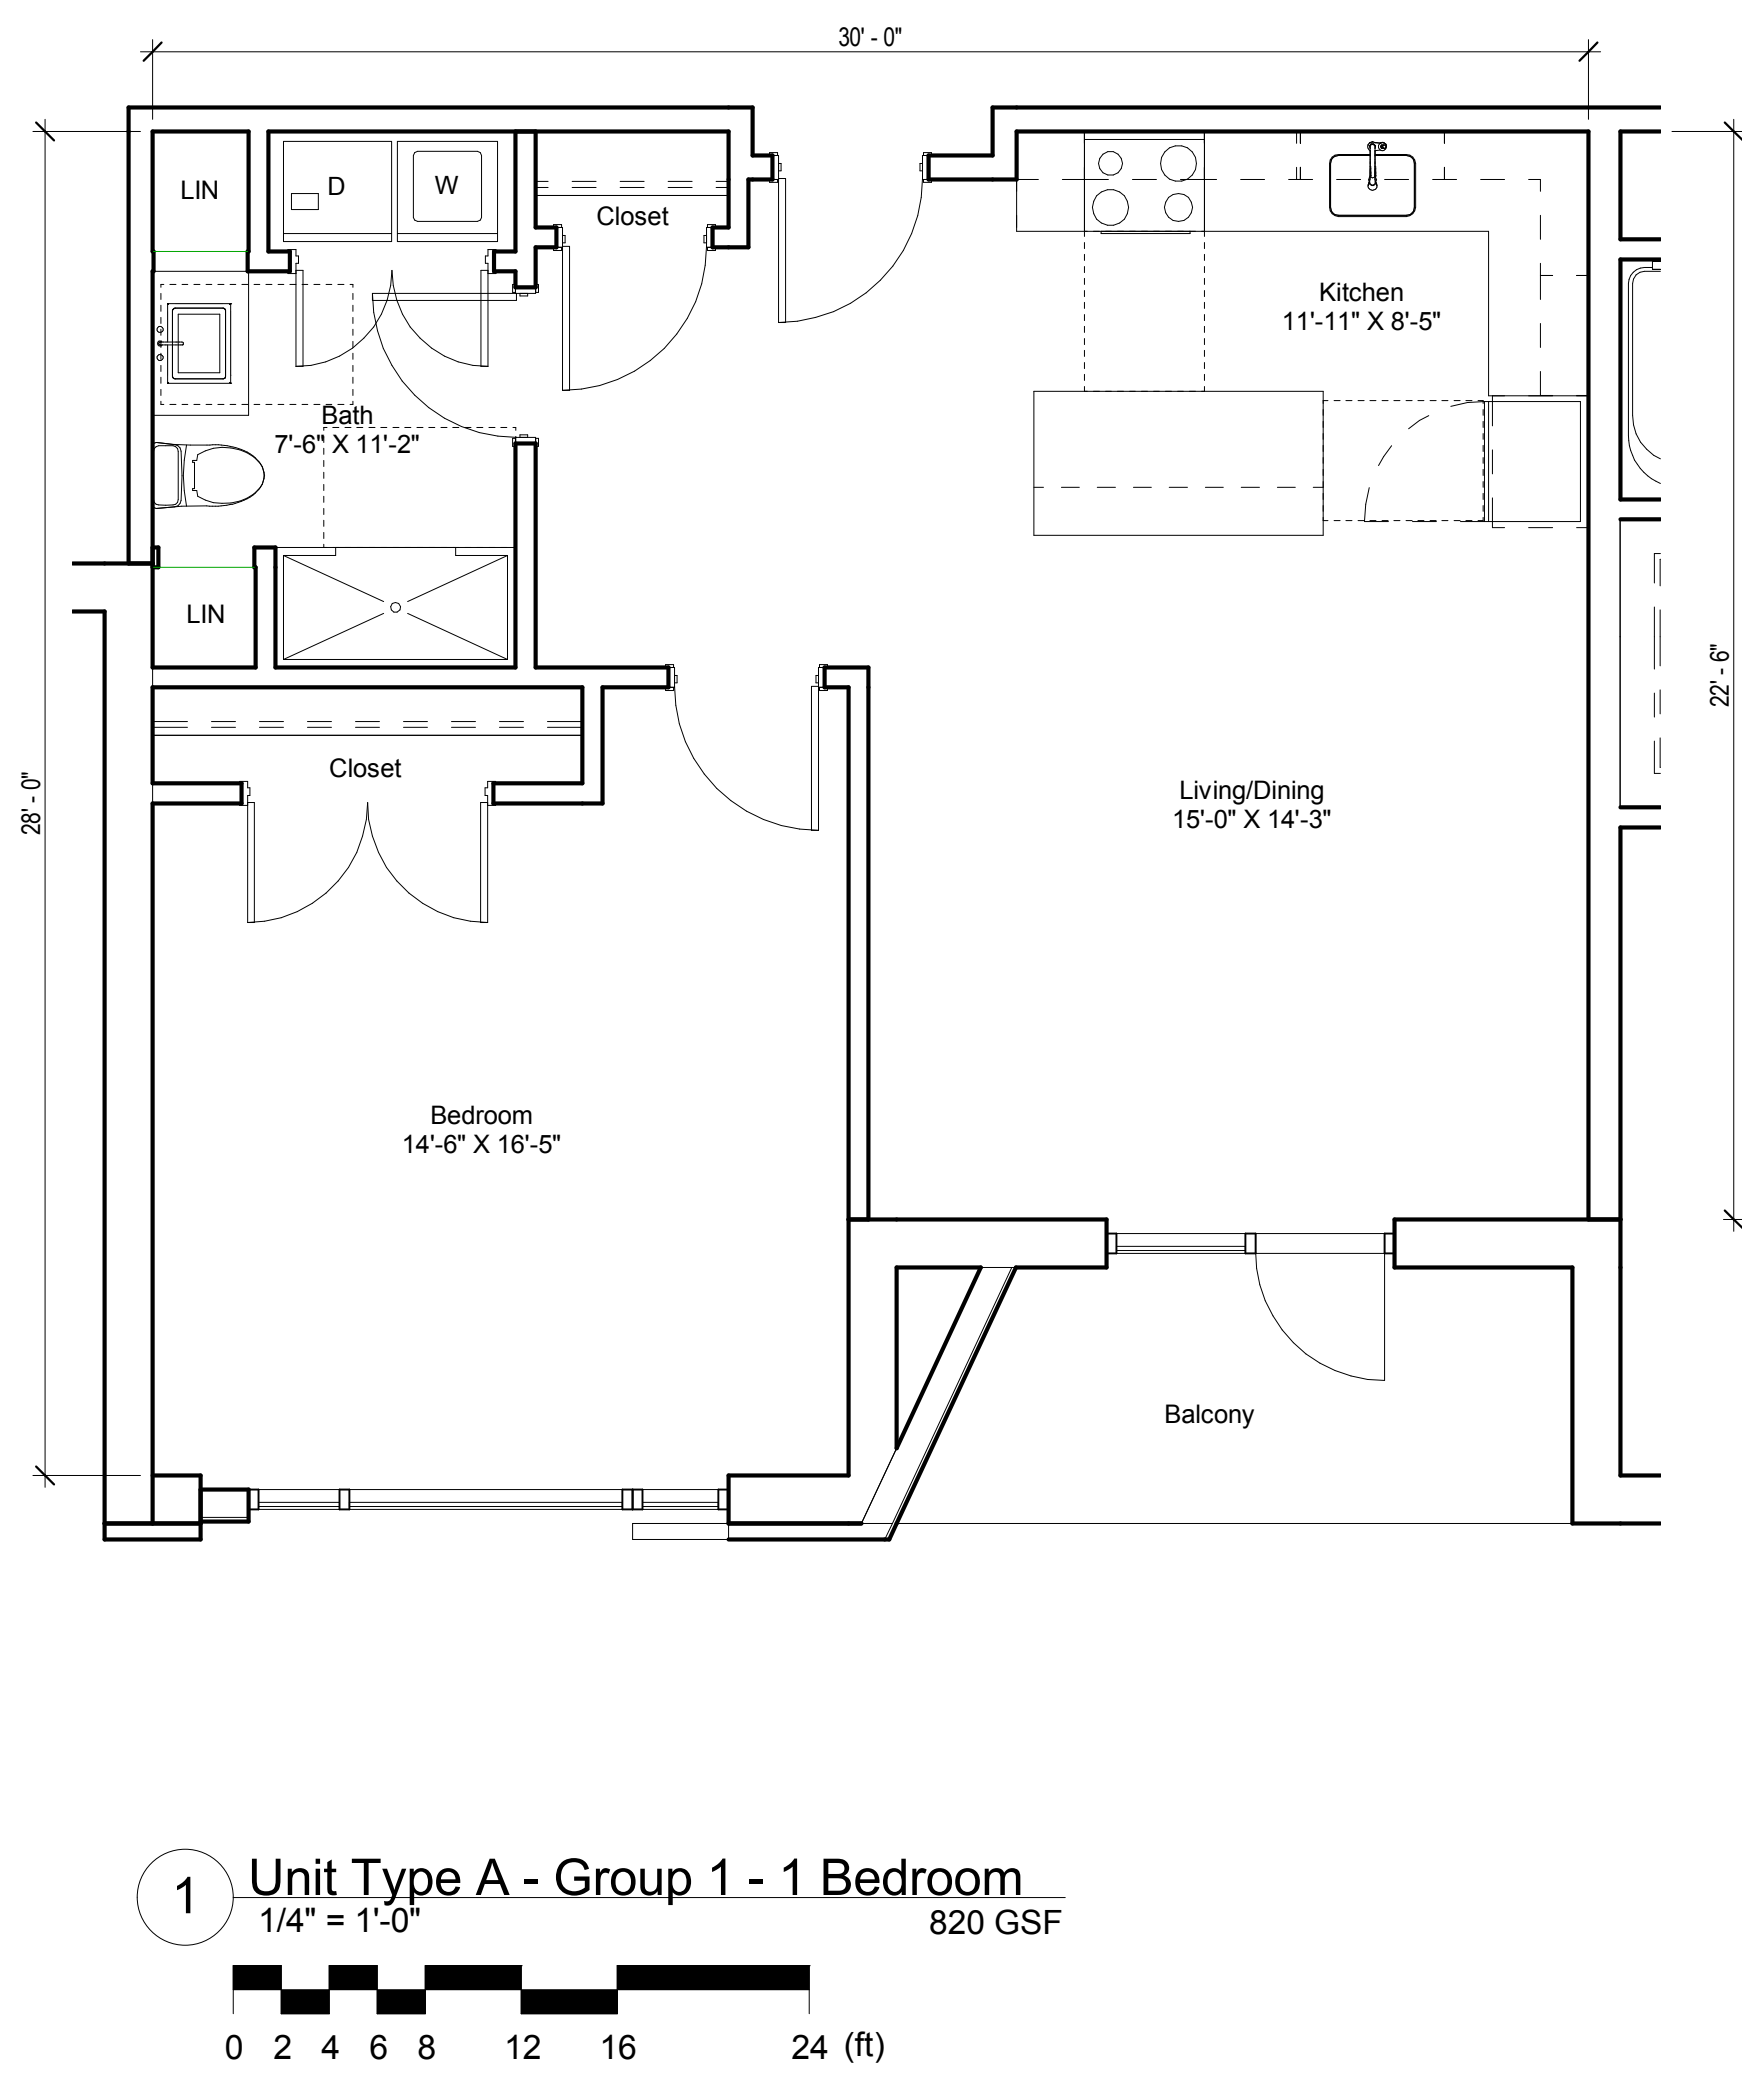 30' - 0"
LIN
D
W
Closet
Kitchen
11'-11" X 8'-5"
Bath
7'-6" X 11'-2"
LIN
22' - 6"
Closet
28' - 0"
Living/Dining
15'-0" X 14'-3"
Bedroom
14'-6" X 16'-5"
Balcony
1
Unit Type A - Group 1 - 1 Bedroom
1/4" = 1'-0"
820 GSF
0 2 4 6 8 12 16 24 (ft)